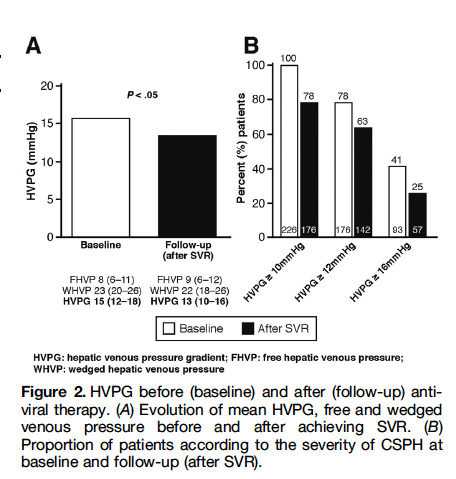 A
B
P < .05
HVPG (mmHg)
20
15
10
5
0
Baseline
Follow-up
(after SVR)
FHVP 8 (6–11)
WHVP 23 (20–26)
HVPG 15 (12–18)
FHVP 9 (6–12)
WHVP 22 (18–26)
HVPG 13 (10–16)
Percent (%) patients
100
80
60
40
20
0
100
78
78
63
41
25
226
176
176
142
93
57
HVPG ≥ 10mmHg
HVPG ≥ 12mmHg
HVPG ≥ 16mmHg
Baseline
After SVR
HVPG: hepatic venous pressure gradient; FHVP: free hepatic venous pressure;
WHVP: wedged hepatic venous pressure
Figure 2. HVPG before (baseline) and after (follow-up) anti-
viral therapy. (A) Evolution of mean HVPG, free and wedged
venous pressure before and after achieving SVR. (B)
Proportion of patients according to the severity of CSPH at
baseline and follow-up (after SVR).